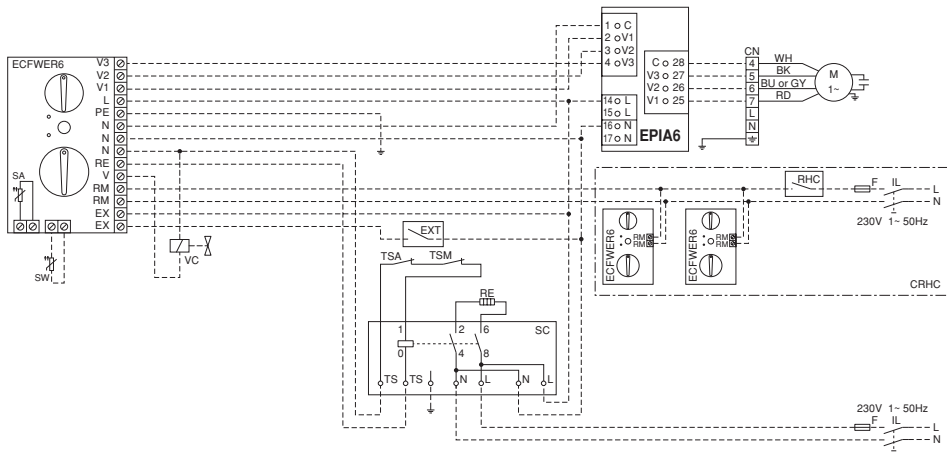 ECFWER6
V3
V2
V1
L
PE
N
N
N
RE
V
RM
RM
EX
EX
SA
SW
VC
1 C
2 V1
3 V2
4 V3
14 L
15 L
16 N
17 N
C 28
V3 27
V2 26
V1 25
EPIA6
CN
4
5
6
7
L
N
WH
BK
BU or GY
RD
M
1~
RHC
F
IL
L
N
230V 1~ 50Hz
ECFWER6
RM
RM
ECFWER6
RM
RM
CRHC
EXT
TSA
TSM
RE
SC
1
0
2
4
6
8
TS
TS
N
L
N
L
230V 1~ 50Hz
F
IL
L
N